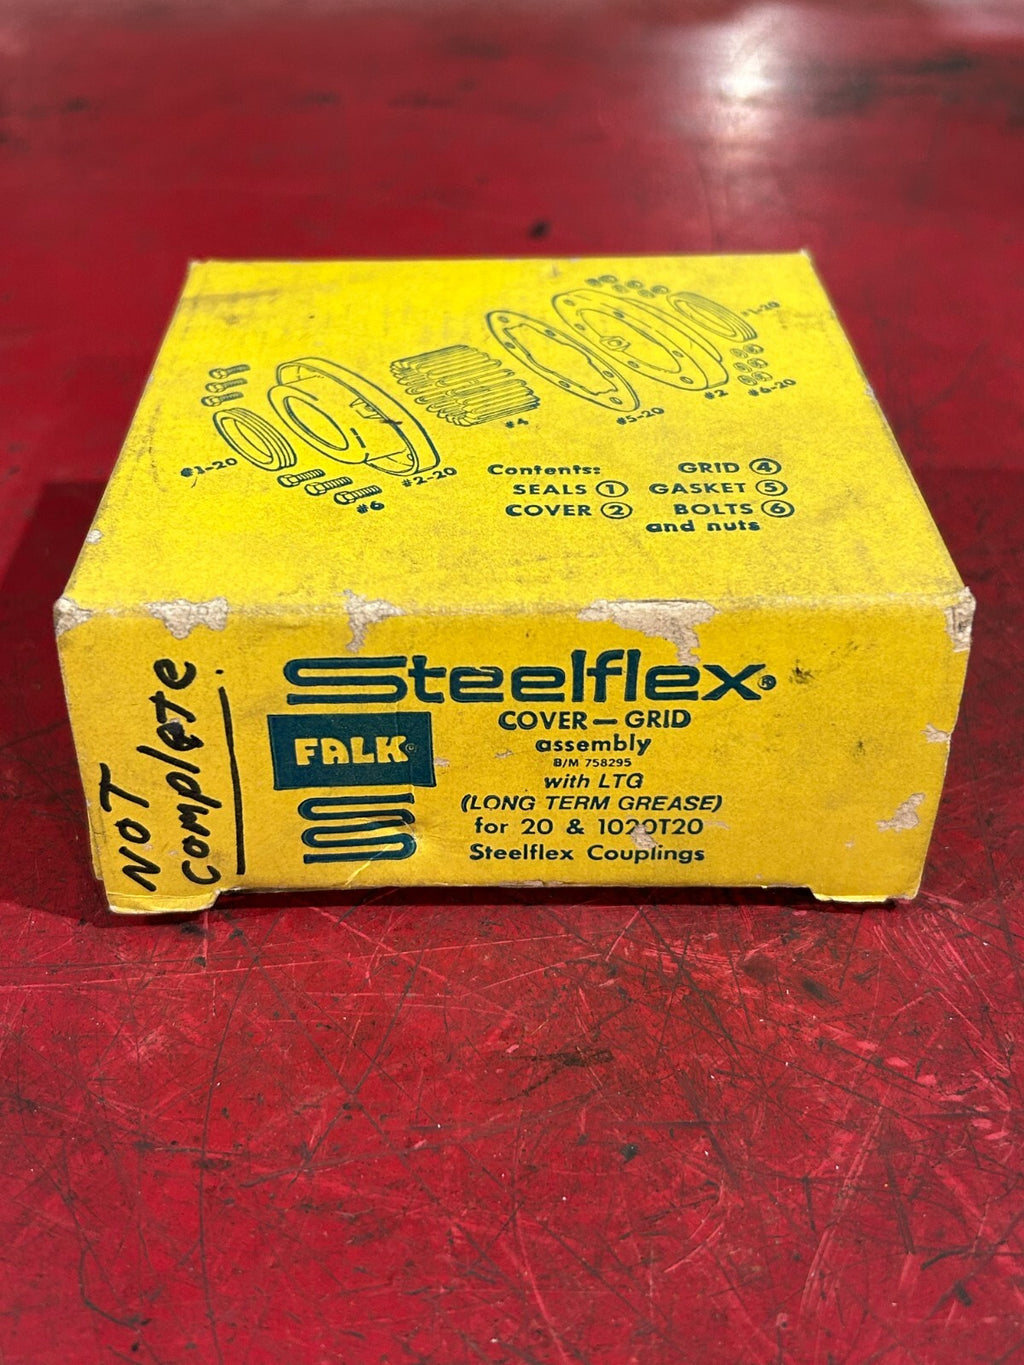 #1-20
#6-20
#2
#5-20
#4
#1-20
#2-20
#6
Contents:
SEALS ①
COVER ②
GRID ④
GASKET ⑤
BOLTS ⑥
and nuts
NOT
Complete.
Steelflex®
FALK®
COVER—GRID
assembly
B/M 758295
with LTG
(LONG TERM GREASE)
for 20 & 1020T20
Steelflex Couplings